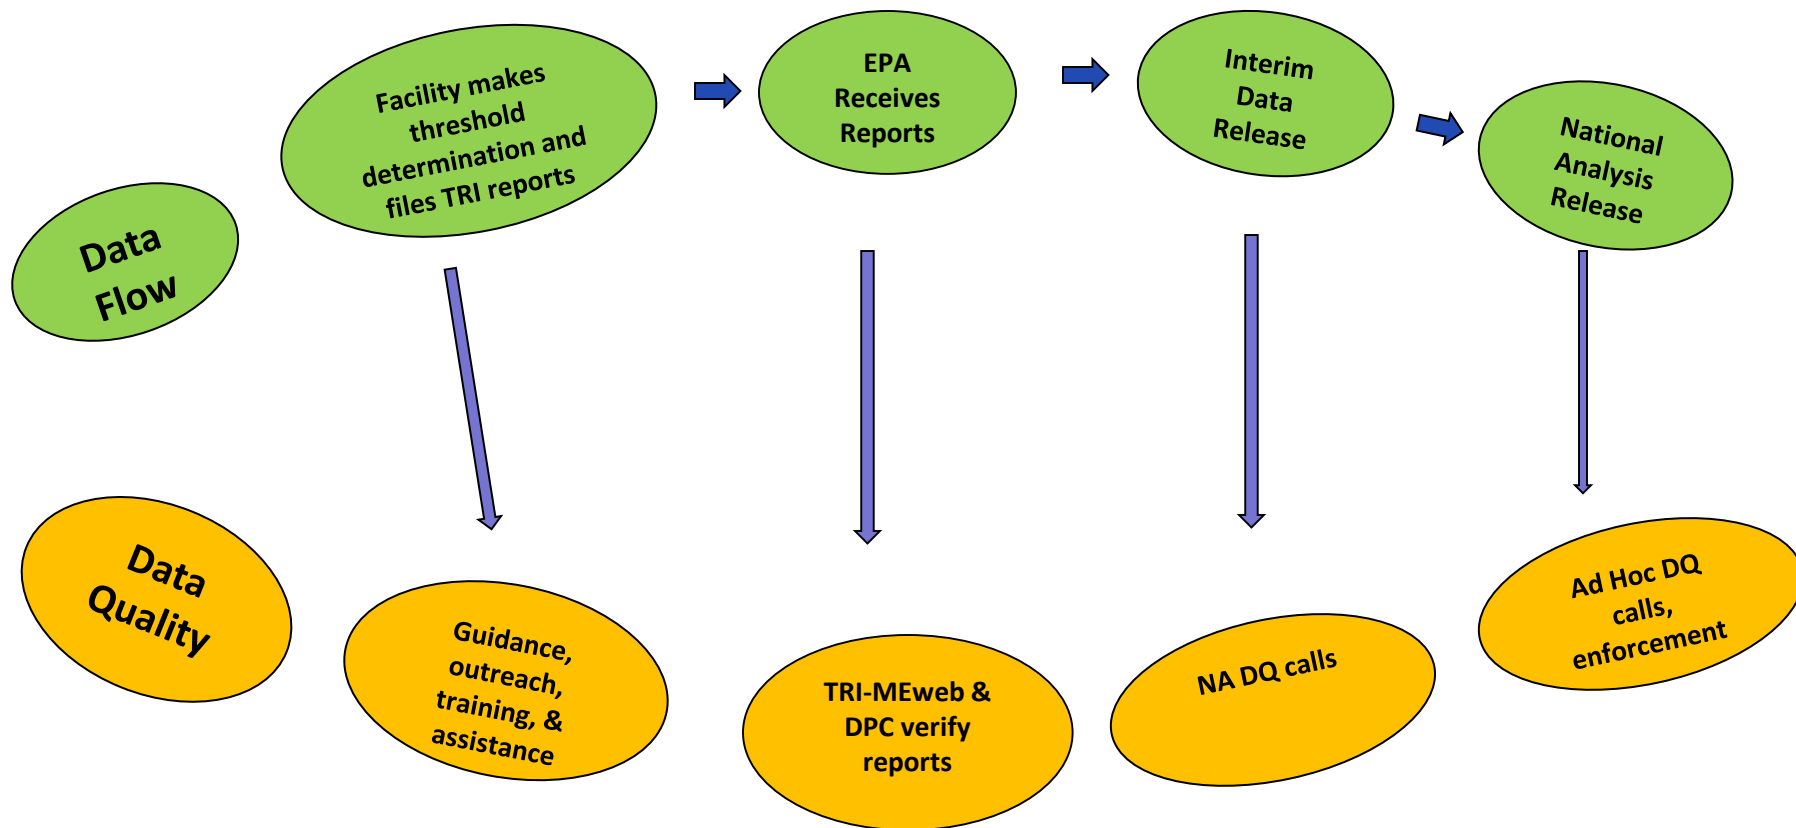 Data
Flow
Facility makes
threshold
determination and
files TRI reports
EPA
Receives
Reports
Interim
Data
Release
National
Analysis
Release
Data
Quality
Guidance,
outreach,
training, &
assistance
TRI-MEweb &
DPC verify
reports
NA DQ calls
Ad Hoc DQ
calls,
enforcement